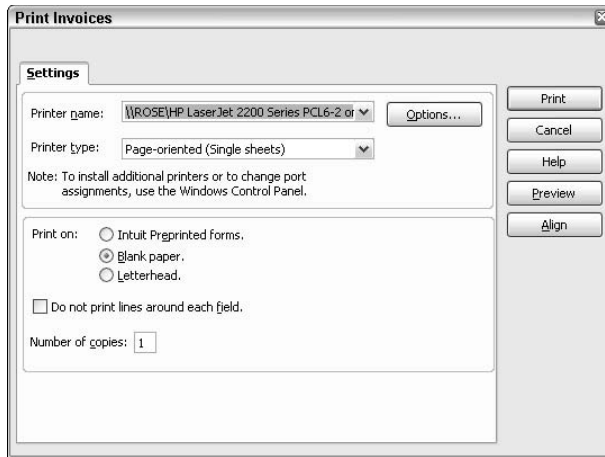 Print Invoices
Settings
Printer name: \\ROSE\HP LaserJet 2200 Series PCL6-2 or
Options...
Printer type: Page-oriented (Single sheets)
Note: To install additional printers or to change port
assignments, use the Windows Control Panel.
Print on:
Intuit Preprinted forms.
Blank paper.
Letterhead.
Do not print lines around each field.
Number of copies: 1
Print
Cancel
Help
Preview
Align